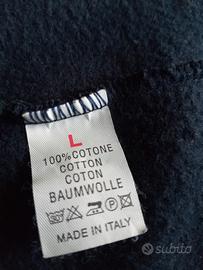 L
100%COTONE
COTTON
COTON
BAUMWOLLE
MADE IN ITALY
subito